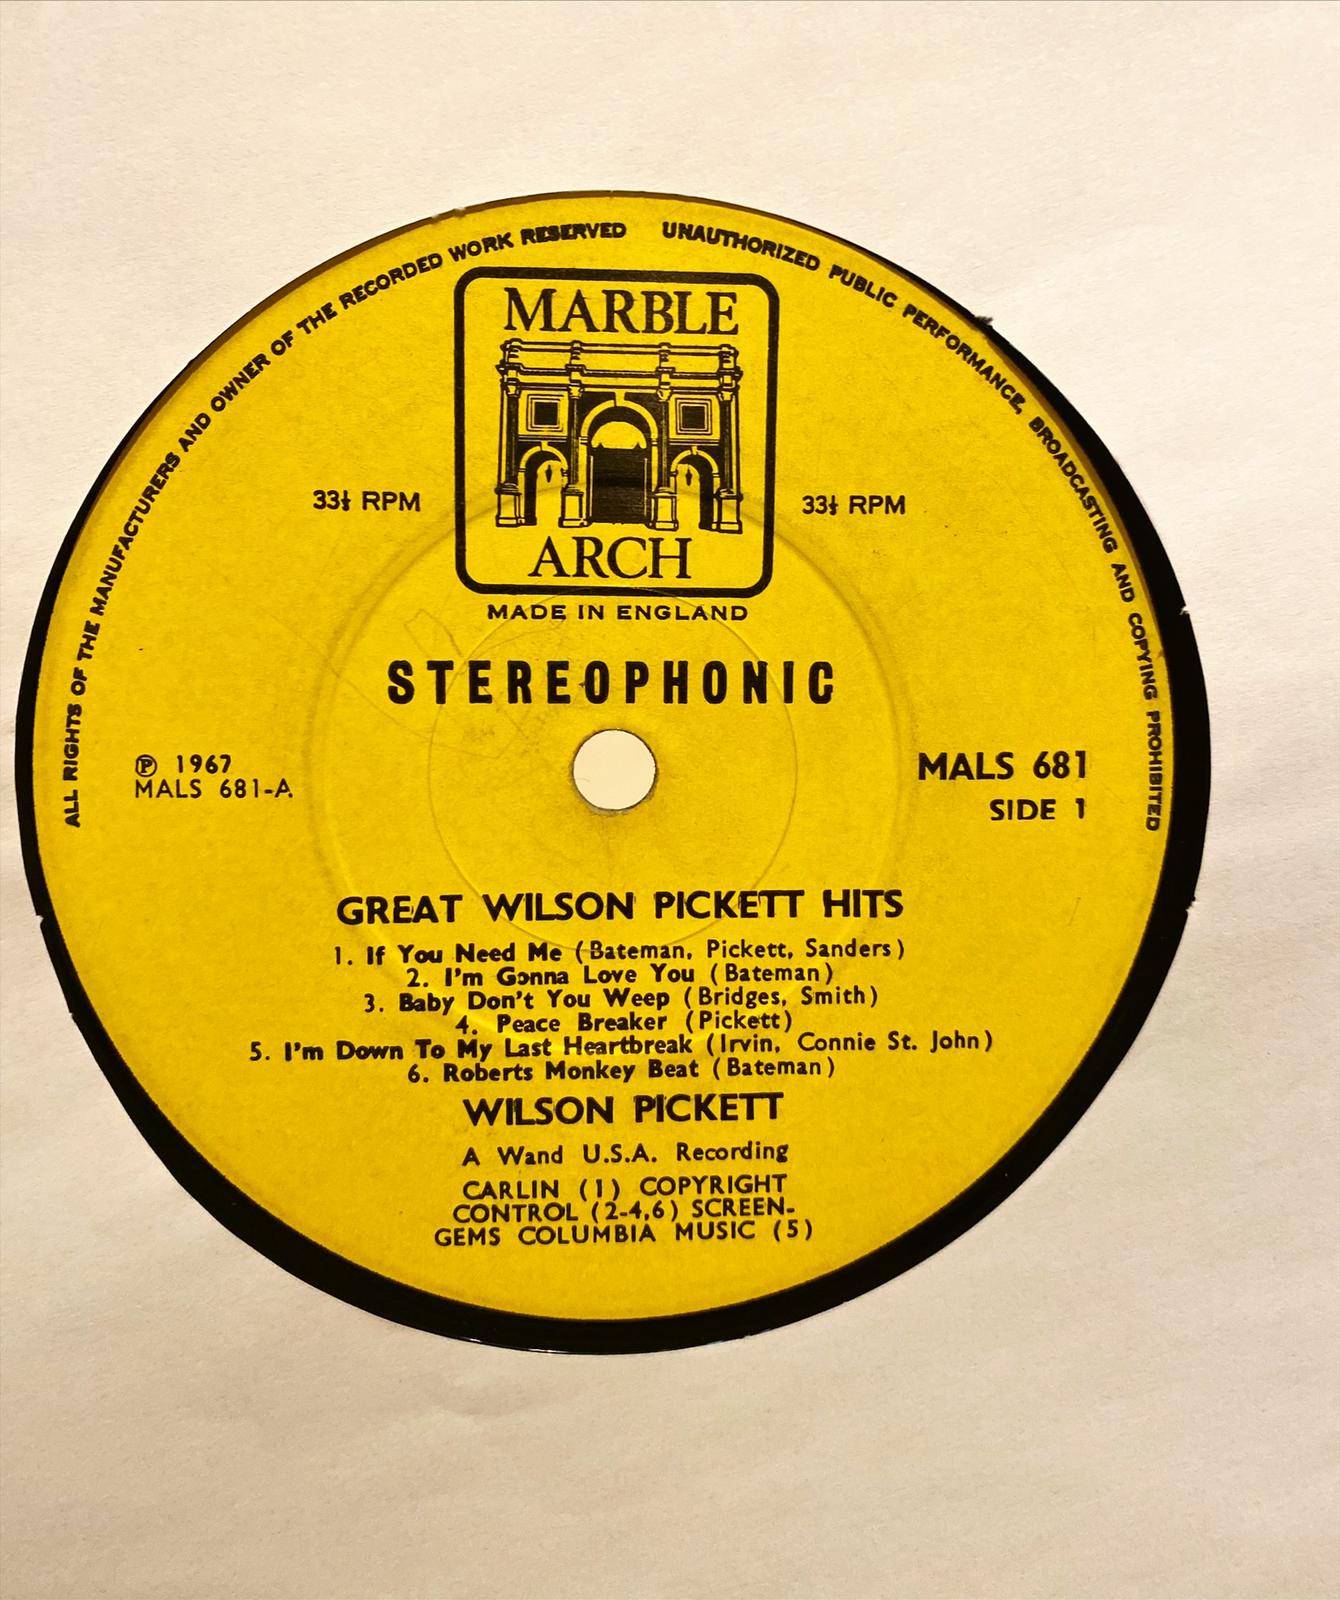 ALL RIGHTS OF THE MANUFACTURERS AND OWNER OF THE RECORDED WORK RESERVED UNAUTHORIZED PUBLIC PERFORMANCE, BROADCASTING AND COPYING PROHIBITED
MARBLE
ARCH
33⅓ RPM 33⅓ RPM
MADE IN ENGLAND
STEREOPHONIC
℗ 1967
MALS 681-A
MALS 681
SIDE 1
GREAT WILSON PICKETT HITS
1. If You Need Me (Bateman, Pickett, Sanders)
2. I'm Gonna Love You (Bateman)
3. Baby Don't You Weep (Bridges, Smith)
4. Peace Breaker (Pickett)
5. I'm Down To My Last Heartbreak (Irvin, Connie St. John)
6. Roberts Monkey Beat (Bateman)
WILSON PICKETT
A Wand U.S.A. Recording
CARLIN (1) COPYRIGHT
CONTROL (2-4,6) SCREEN-
GEMS COLUMBIA MUSIC (5)